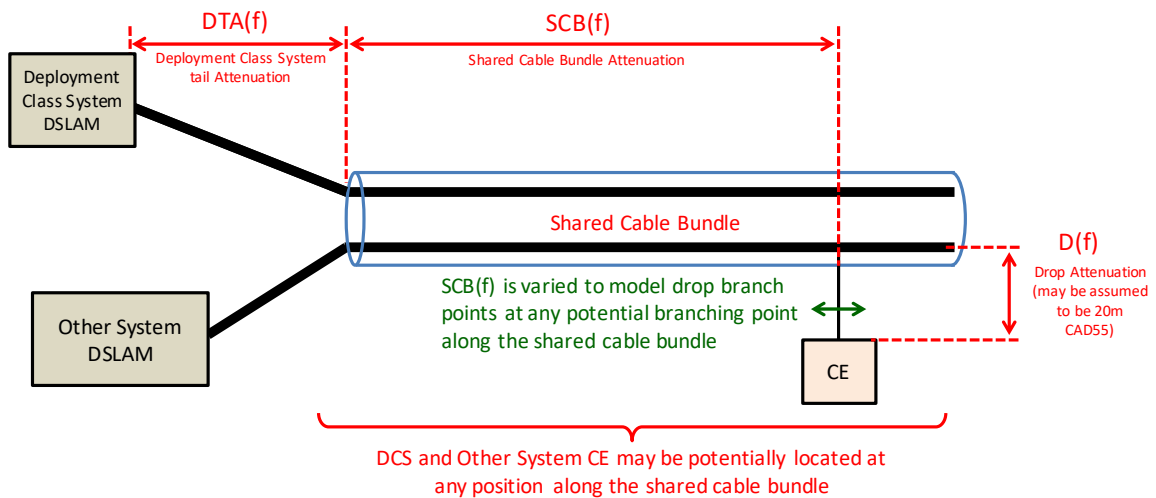 DTA(f)
Deployment Class System
tail Attenuation
SCB(f)
Shared Cable Bundle Attenuation
Deployment
Class System
DSLAM
Shared Cable Bundle
D(f)
Drop Attenuation
(may be assumed
to be 20m
CAD55)
SCB(f) is varied to model drop branch
points at any potential branching point
along the shared cable bundle
Other System
DSLAM
CE
DCS and Other System CE may be potentially located at
any position along the shared cable bundle